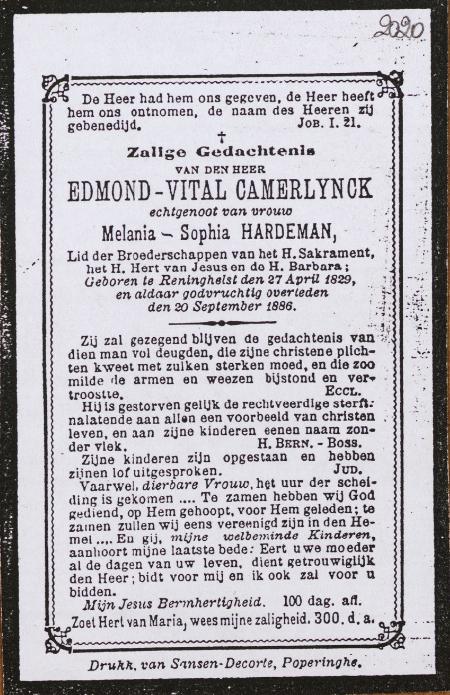 2020
De Heer had hem ons gegeven, de Heer heeft
hem ons ontnomen, de naam des Heeren zij
gebenedijd. JOB. I. 21.
†
Zalige Gedachtenis
VAN DEN HEER
EDMOND-VITAL CAMERLYNCK
echtgenoot van vrouw
Melania - Sophia HARDEMAN,
Lid der Broederschappen van het H. Sakrament,
het H. Hert van Jesus en de H. Barbara;
Geboren te Reninghelst den 27 April 1829,
en aldaar godvruchtig overleden
den 20 September 1886.
Zij zal gezegend blijven de gedachtenis van
dien man vol deugden, die zijne christene plich-
ten kweet met zulken sterken moed, en die zoo
milde de armen en weezen bijstond en ver-
troostte. ECCL.
Hij is gestorven gelijk de rechtveerdige sterft:
nalatende aan allen een voorbeeld van christen
leven, en aan zijne kinderen eenen naam zon-
der vlek. H. BERN. - Boss.
Zijne kinderen zijn opgestaan en hebben
zijnen lof uitgesproken. JUD.
Vaarwel, dierbare Vrouw, het uur der schei-
ding is gekomen .... Te zamen hebben wij God
gediend, op Hem gehoopt, voor Hem geleden; te
zamen zullen wij eens vereenigd zijn in den He-
mel .... En gij, mijne welbeminde Kinderen,
aanhoort mijne laatste bede: Eert uwe moeder
al de dagen van uw leven, dient getrouwiglijk
den Heer; bidt voor mij en ik ook zal voor u
bidden.
Mijn Jesus Bermhertigheid. 100 dag. afl.
Zoet Hert van Maria, wees mijne zaligheid. 300. d. a.
Drukk. van Sansen-Decorte, Poperinghe.